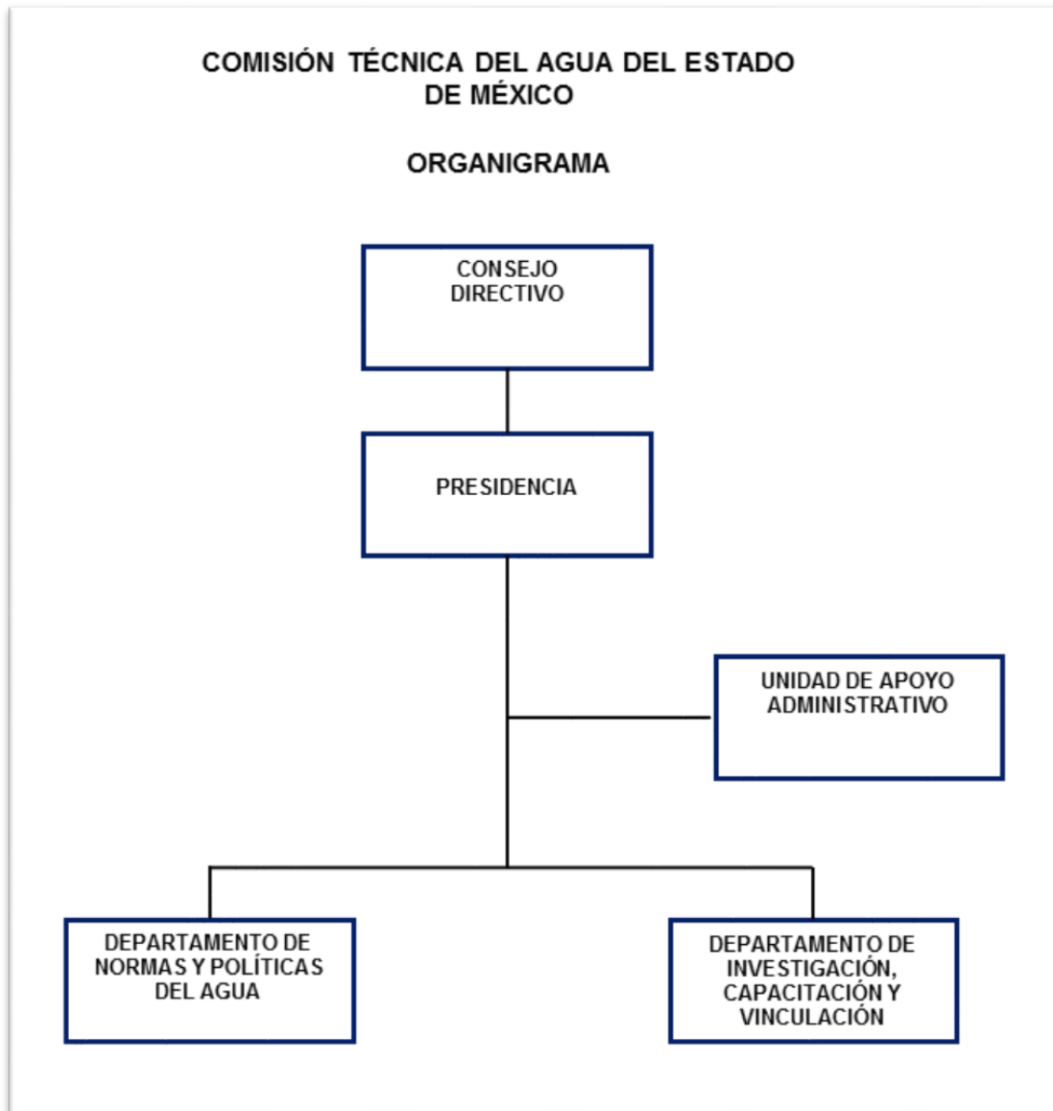 COMISIÓN TÉCNICA DEL AGUA DEL ESTADO
DE MÉXICO
ORGANIGRAMA
CONSEJO
DIRECTIVO
PRESIDENCIA
UNIDAD DE APOYO
ADMINISTRATIVO
DEPARTAMENTO DE
NORMAS Y POLÍTICAS
DEL AGUA
DEPARTAMENTO DE
INVESTIGACIÓN,
CAPACITACIÓN Y
VINCULACIÓN